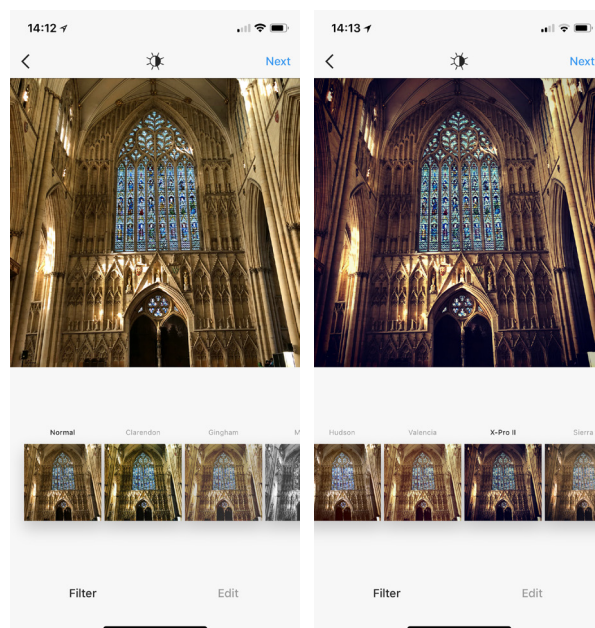 14:12
Next
Normal Clarendon Gingham M
Filter Edit
14:13
Next
Hudson Valencia X-Pro II Sierra
Filter Edit